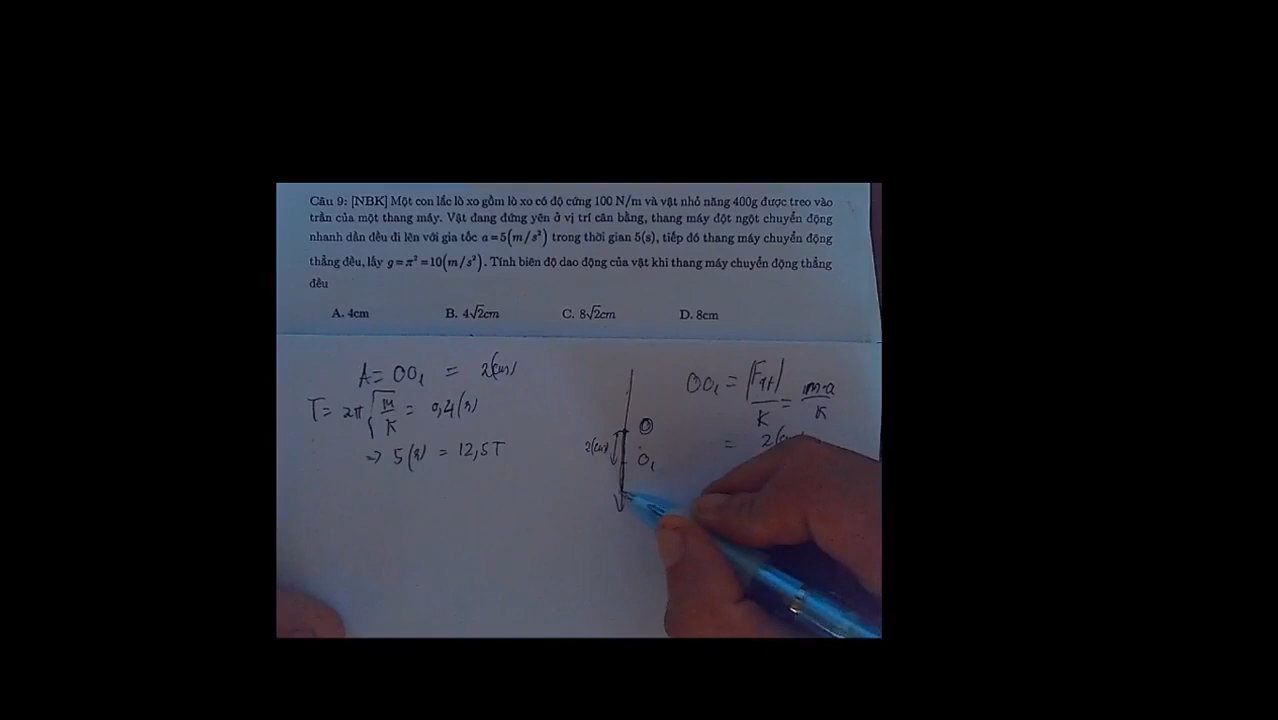 Câu 9: [NBK] Một con lắc lò xo gồm lò xo có độ cứng 100 N/m và vật nhỏ nặng 400g được treo vào
trần của một thang máy. Vật đang đứng yên ở vị trí cân bằng, thang máy đột ngột chuyển động
nhanh dần đều đi lên với gia tốc a = 5(m/s²) trong thời gian 5(s), tiếp đó thang máy chuyển động
thẳng đều, lấy g = π² = 10(m/s²). Tính biên độ dao động của vật khi thang máy chuyển động thẳng
đều
A. 4cm B. 4√2cm C. 8√2cm D. 8cm
A = OO₁ = 2(cm)
T = 2π√(m/K) = 0,4(s)
=> 5(s) = 12,5T
2(cm)
O
O₁
OO₁ = |Fqt|/K = m.a/K
= 2(